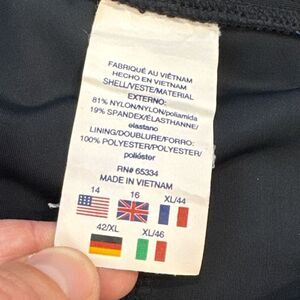 FABRIQUÉ AU VIÊTNAM
HECHO EN VIETNAM
SHELL/VESTE/MATERIAL
EXTERNO:
81% NYLON/NYLON/poliamida
19% SPANDEX/ÉLASTHANNE/
elastano
LINING/DOUBLURE/FORRO:
100% POLYESTER/POLYESTER/
poliéster
RN# 65334
MADE IN VIETNAM
14 16 XL/44
42/XL XL/46